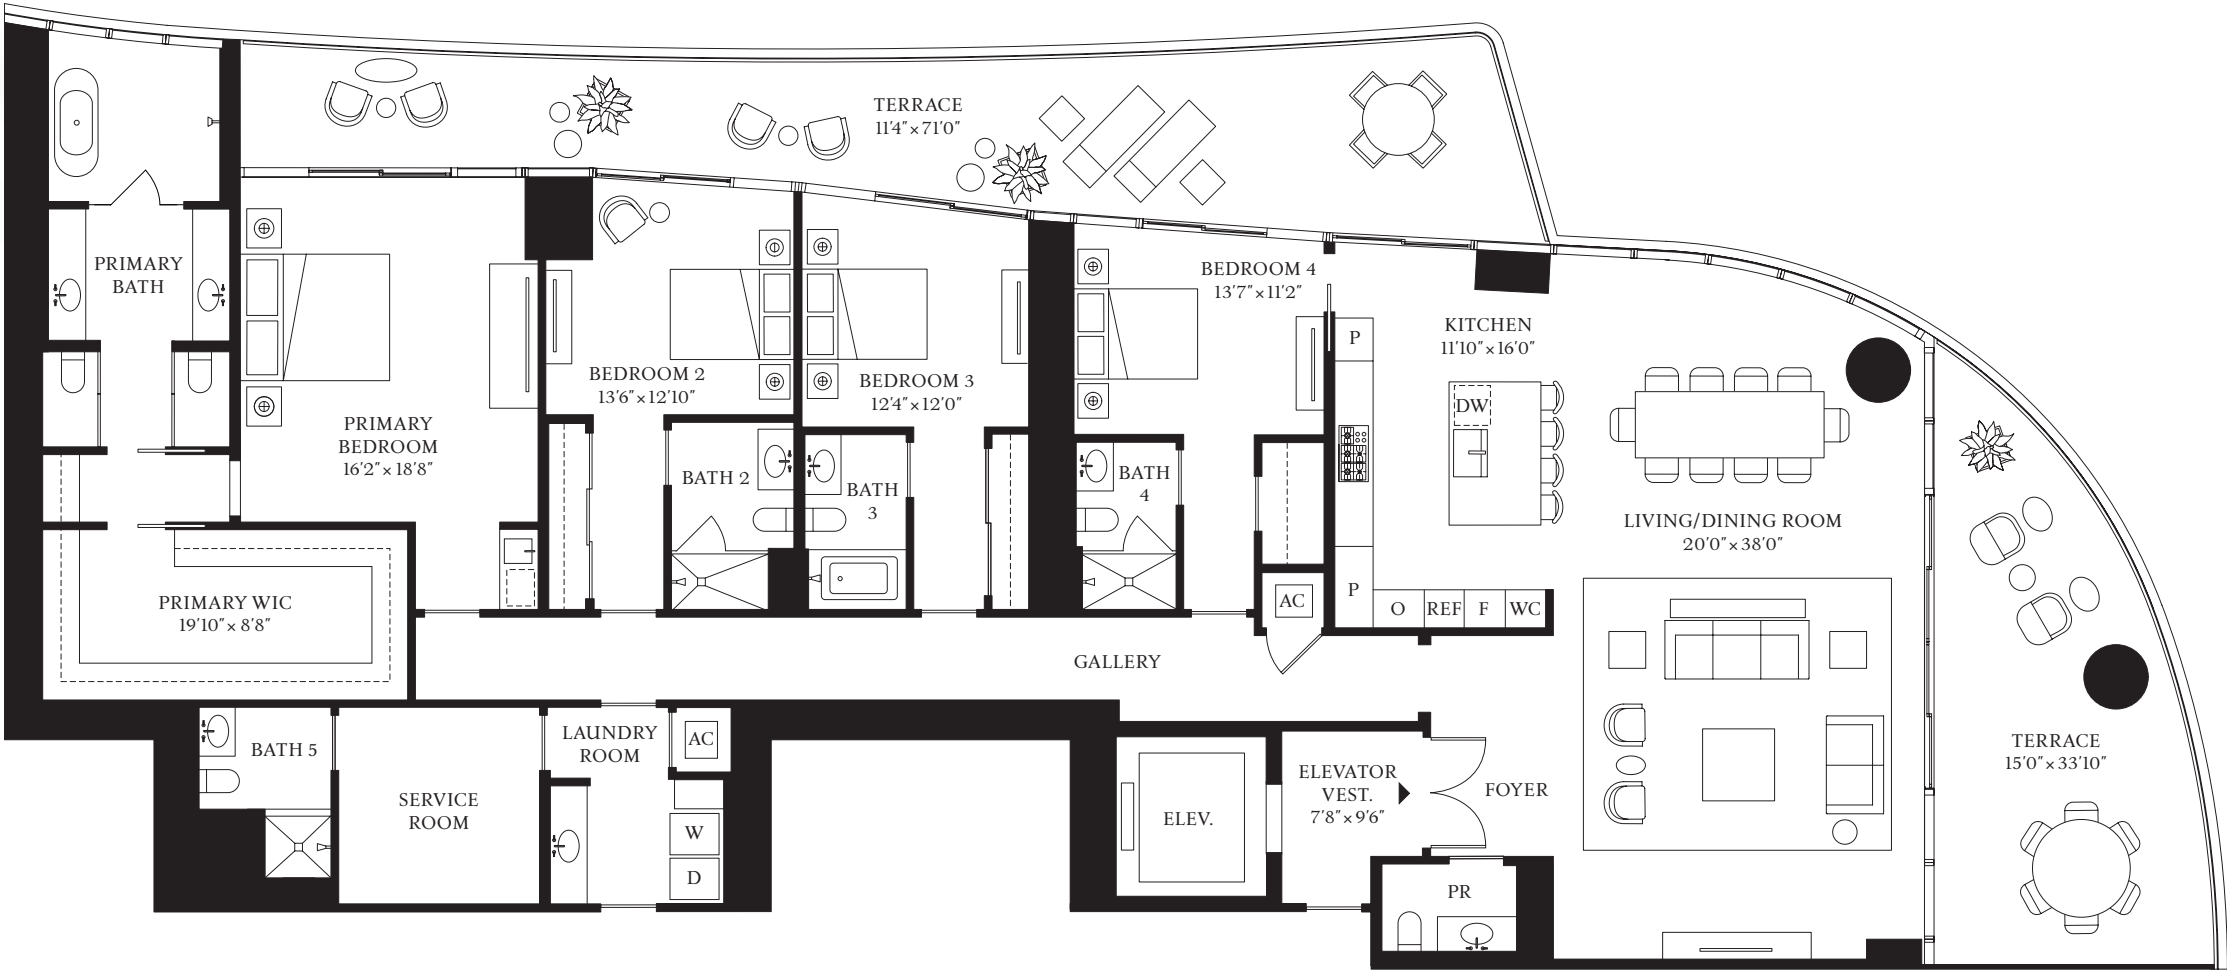 TERRACE
11'4"×71'0"
PRIMARY
BATH
PRIMARY
BEDROOM
16'2"×18'8"
BEDROOM 2
13'6"×12'10"
BEDROOM 3
12'4"×12'0"
BEDROOM 4
13'7"×11'2"
KITCHEN
11'10"×16'0"
P
DW
BATH 2
BATH
3
BATH
4
LIVING/DINING ROOM
20'0"×38'0"
PRIMARY WIC
19'10"×8'8"
AC
P
O
REF
F
WC
GALLERY
BATH 5
SERVICE
ROOM
LAUNDRY
ROOM
AC
W
D
ELEV.
ELEVATOR
VEST.
7'8"×9'6"
FOYER
PR
TERRACE
15'0"×33'10"